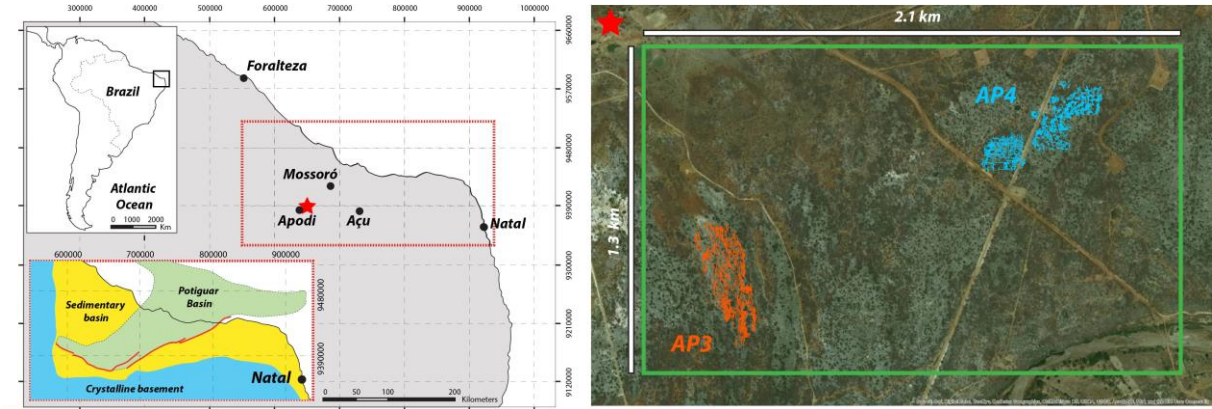 200000 300000 400000 500000 600000 700000 800000 900000 1000000
9660000
9570000
9480000
9390000
9300000
9210000
9120000
Foralteza
Mossoró
Apodi
Açu
Natal
Brazil
Atlantic
Ocean
0 1000 2000
Km
600000 700000 800000 900000
9480000
9390000
Sedimentary
basin
Potiguar
Basin
Crystalline basement
Natal
0 50 100 200
Kilometers
2.1 km
1.3 km
AP4
AP3